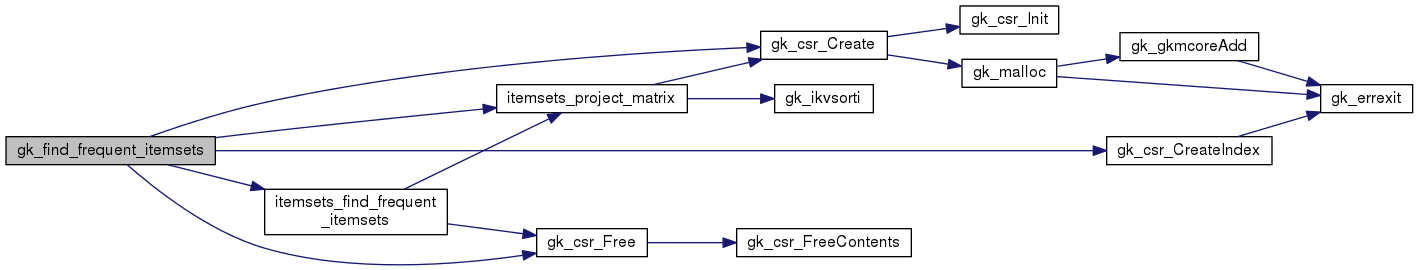 gk_csr_Init
gk_csr_Create
gk_gkmcoreAdd
gk_malloc
itemsets_project_matrix
gk_ikvsorti
gk_errexit
gk_find_frequent_itemsets
gk_csr_CreateIndex
itemsets_find_frequent
_itemsets
gk_csr_Free
gk_csr_FreeContents